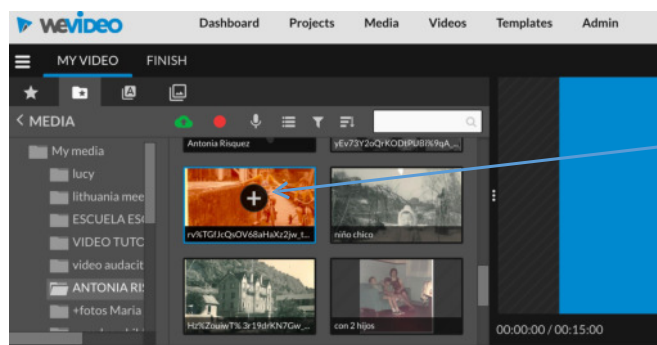 WEVIDEO Dashboard Projects Media Videos Templates Admin
MY VIDEO FINISH
< MEDIA
My media
Antonia Risquez
lucy
lithuania mee
ESCUELA ES
rv%TGfJcQsOV68aHaXz2jw_t...
niño chico
VIDEO TUTO
video audacit
ANTONIA RI
+fotos Maria
con 2 hijos
00:00:00 / 00:15:00